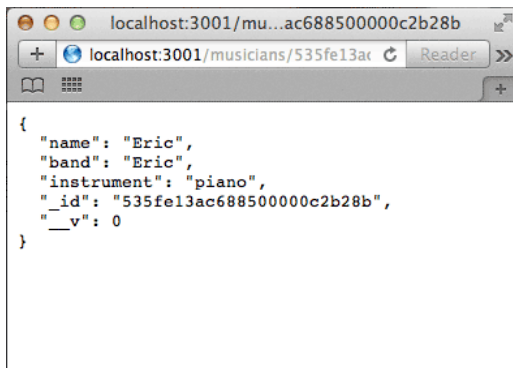 localhost:3001/mu...ac688500000c2b28b
localhost:3001/musicians/535fe13ac
Reader
{
"name": "Eric",
"band": "Eric",
"instrument": "piano",
"_id": "535fe13ac688500000c2b28b",
"__v": 0
}